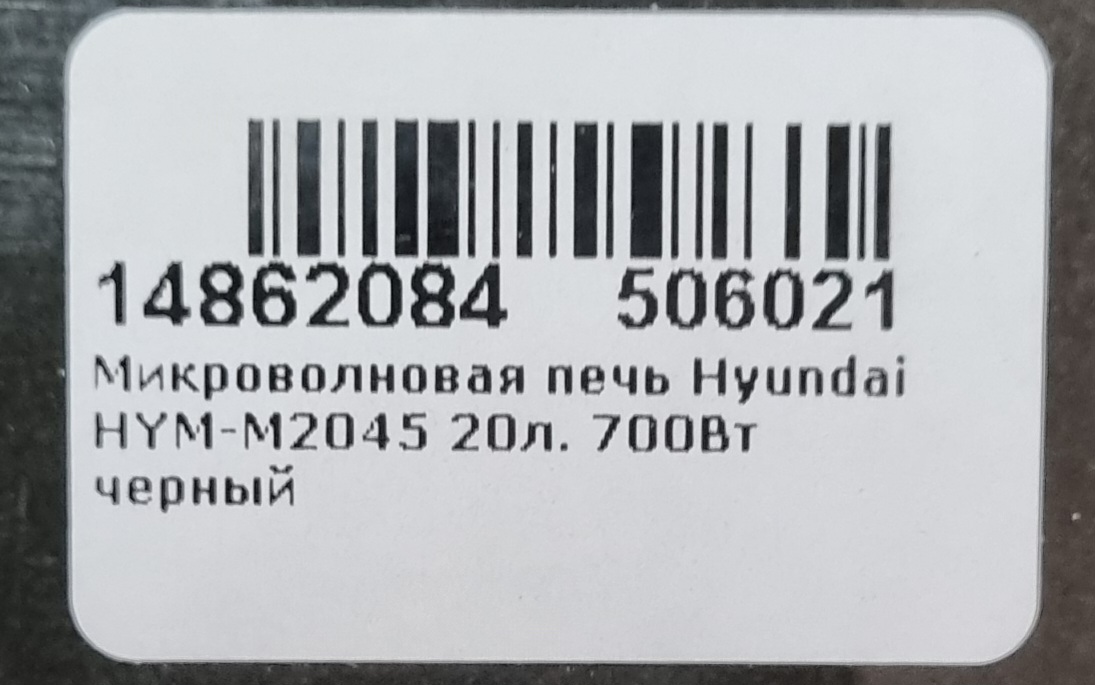 14862084 506021
Микроволновая печь Hyundai
HYM-M2045 20л. 700Вт
черный